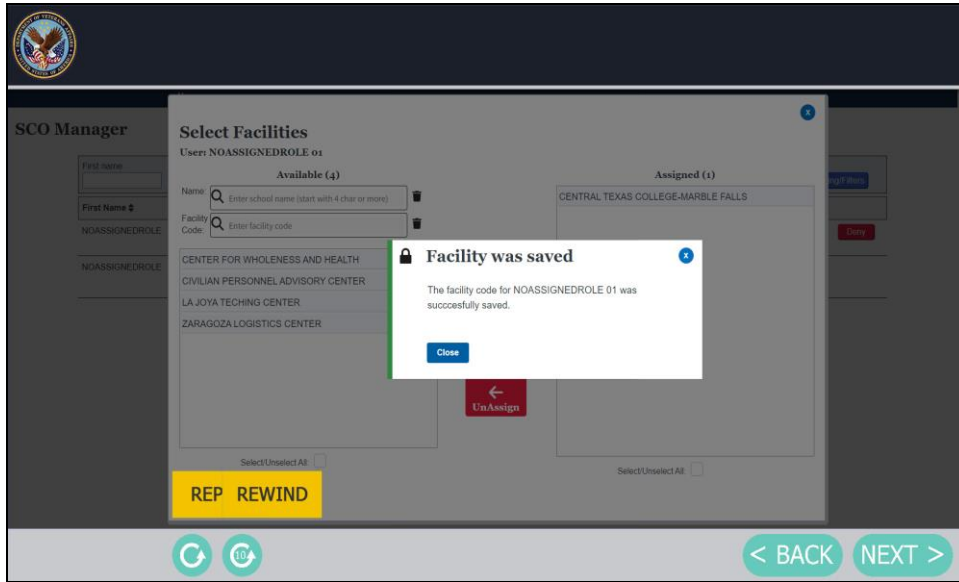 SCO Manager
First name
ng/Filters
First Name
NOASSIGNEDROLE
Deny
NOASSIGNEDROLE
Select Facilities
User: NOASSIGNEDROLE 01
Available (4)
Assigned (1)
Name:
Enter school name (start with 4 char or more)
Facility
Code:
Enter facility code
CENTRAL TEXAS COLLEGE-MARBLE FALLS
CENTER FOR WHOLENESS AND HEALTH
CIVILIAN PERSONNEL ADVISORY CENTER
LA JOYA TECHING CENTER
ZARAGOZA LOGISTICS CENTER
Facility was saved
The facility code for NOASSIGNEDROLE 01 was
succcesfully saved.
Close
UnAssign
Select/Unselect All:
Select/Unselect All:
REP REWIND
10
< BACK
NEXT >